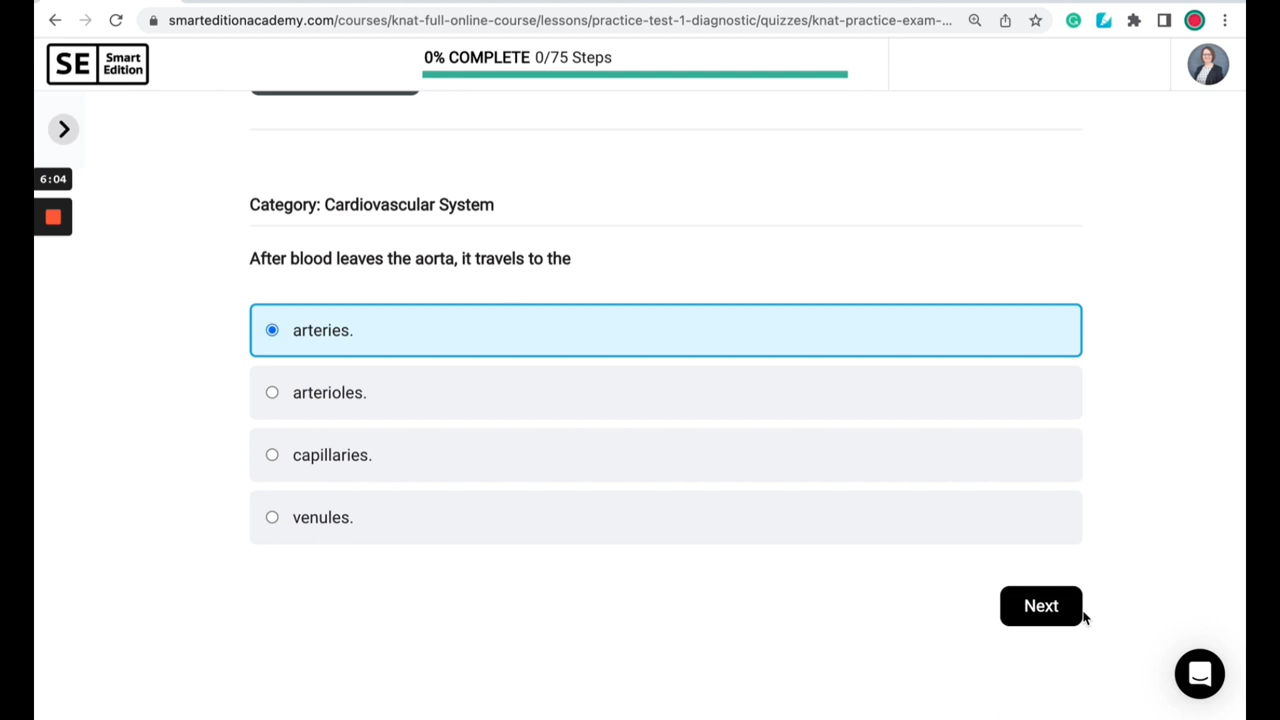 smarteditionacademy.com/courses/knat-full-online-course/lessons/practice-test-1-diagnostic/quizzes/knat-practice-exam-...
SE Smart
Edition
0% COMPLETE 0/75 Steps
6:04
Category: Cardiovascular System
After blood leaves the aorta, it travels to the
arteries.
arterioles.
capillaries.
venules.
Next